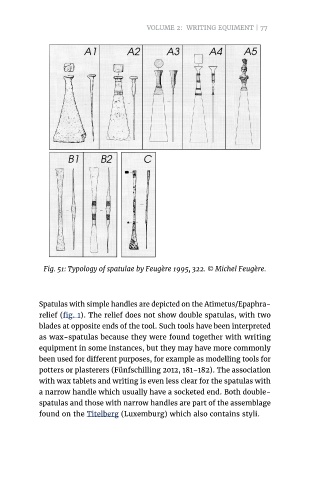 VOLUME 2: WRITING EQUIMENT | 77
A1 A2 A3 A4 A5
B1 B2 C
Fig. 51: Typology of spatulae by Feugère 1995, 322. © Michel Feugère.
Spatulas with simple handles are depicted on the Atimetus/Epaphra-
relief (fig. 1). The relief does not show double spatulas, with two
blades at opposite ends of the tool. Such tools have been interpreted
as wax-spatulas because they were found together with writing
equipment in some instances, but they may have more commonly
been used for different purposes, for example as modelling tools for
potters or plasterers (Fünfschilling 2012, 181–182). The association
with wax tablets and writing is even less clear for the spatulas with
a narrow handle which usually have a socketed end. Both double-
spatulas and those with narrow handles are part of the assemblage
found on the Titelberg (Luxemburg) which also contains styli.